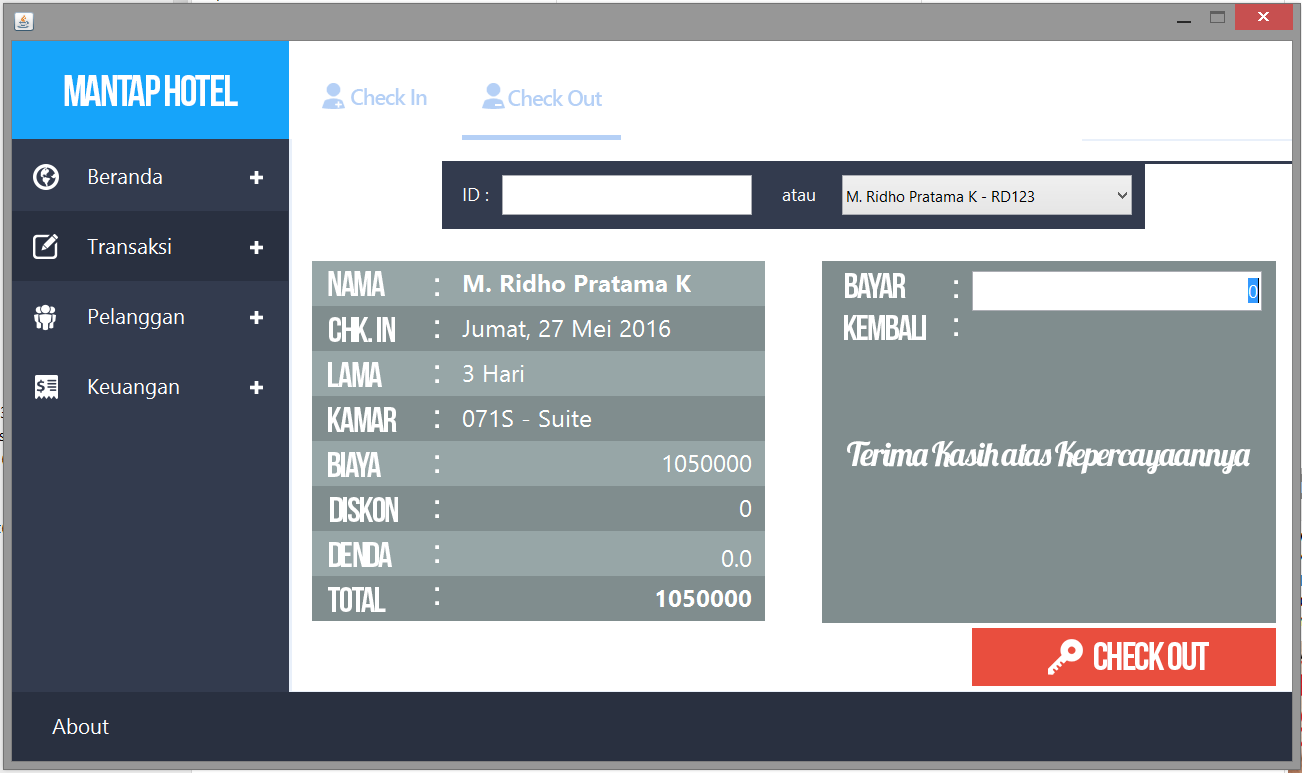 MANTAP HOTEL
Check In
Check Out
Beranda
Transaksi
Pelanggan
Keuangan
ID :
atau
M. Ridho Pratama K - RD123
NAMA : M. Ridho Pratama K
CHK. IN : Jumat, 27 Mei 2016
LAMA : 3 Hari
KAMAR : 071S - Suite
BIAYA : 1050000
DISKON : 0
DENDA : 0.0
TOTAL : 1050000
BAYAR : 0
KEMBALI :
Terima Kasih atas Kepercayaannya
CHECK OUT
About